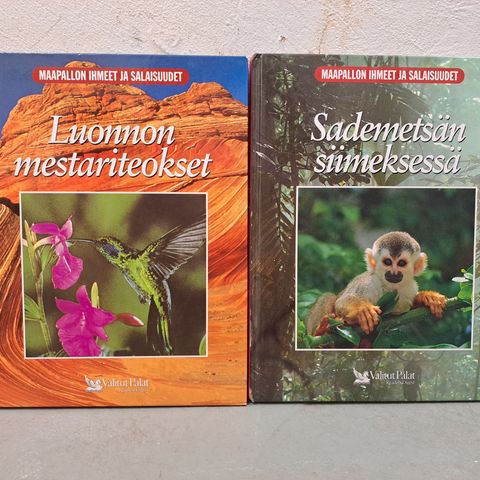 MAAPALLON IHMEET JA SALAISUUDET
Luonnon
mestariteokset
Valitut Palat
MAAPALLON IHMEET JA SALAISUUDET
Sademetsän
siimeksessä
Valitut Palat